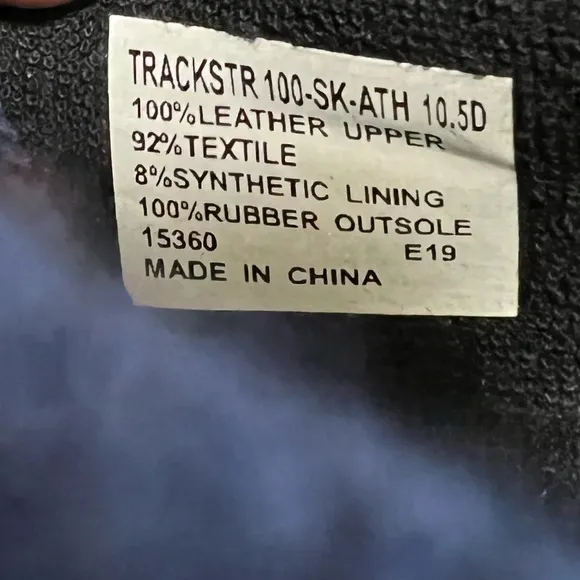 TRACKSTR 100-SK-ATH 10.5D
100%LEATHER UPPER
92%TEXTILE
8%SYNTHETIC LINING
100%RUBBER OUTSOLE
15360 E19
MADE IN CHINA